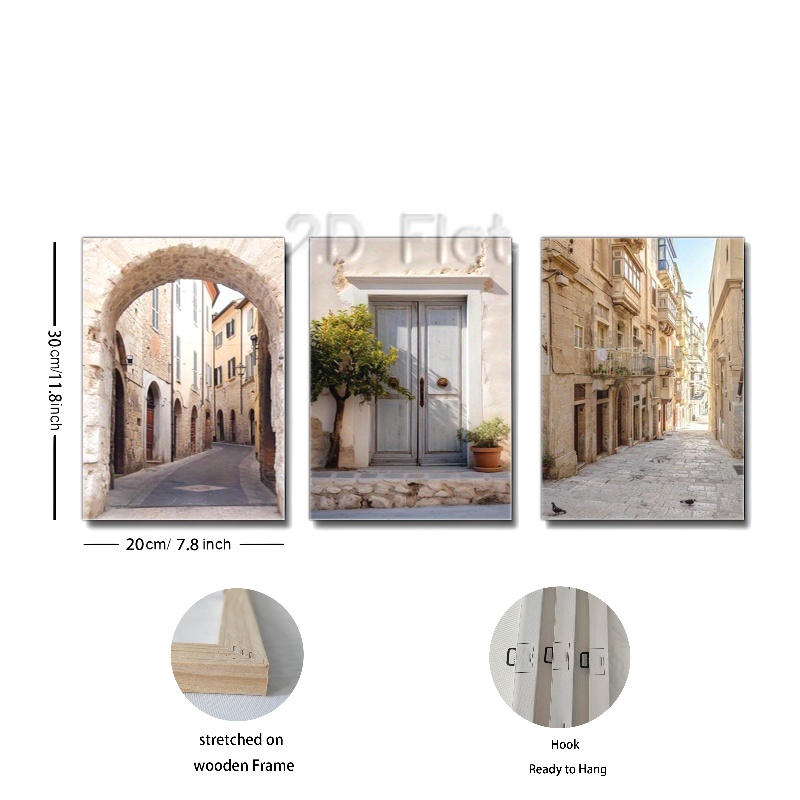 2D Flat
30cm/11.8inch
20cm/ 7.8 inch
stretched on
wooden Frame
Hook
Ready to Hang